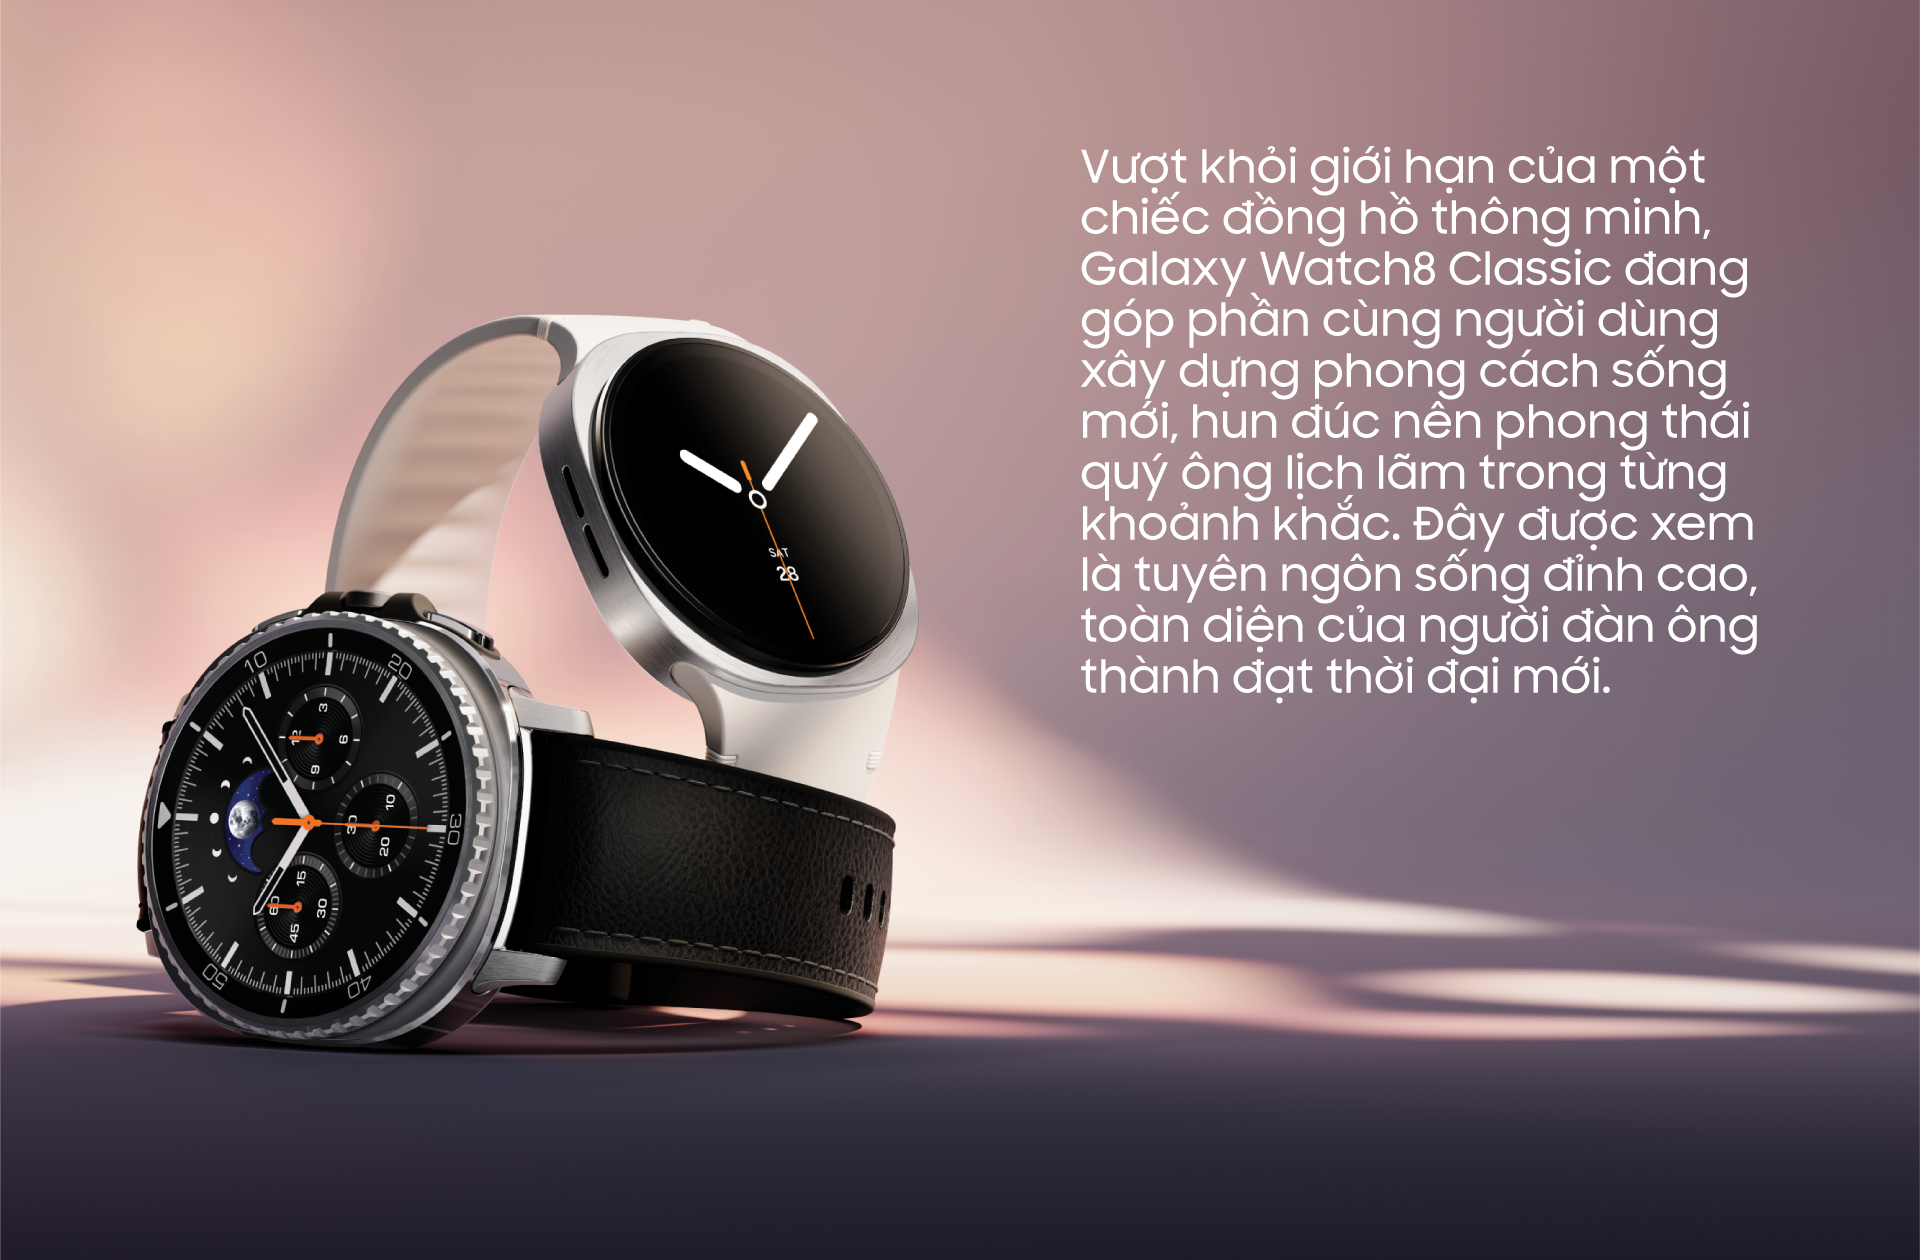 Vượt khỏi giới hạn của một
chiếc đồng hồ thông minh,
Galaxy Watch8 Classic đang
góp phần cùng người dùng
xây dựng phong cách sống
mới, hun đúc nên phong thái
quý ông lịch lãm trong từng
khoảnh khắc. Đây được xem
là tuyên ngôn sống đỉnh cao,
toàn diện của người đàn ông
thành đạt thời đại mới.
SAT
28
10
20
30
40
50
3
6
9
12
10
20
30
15
30
45
60